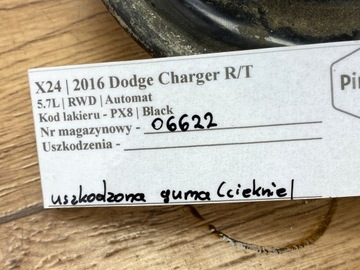 X24 | 2016 Dodge Charger R/T
5.7L | RWD | Automat
Kod lakieru - PX8 | Black
Nr magazynowy - 06622
Uszkodzenia -
uszkodzona guma (cieknie)
Pin